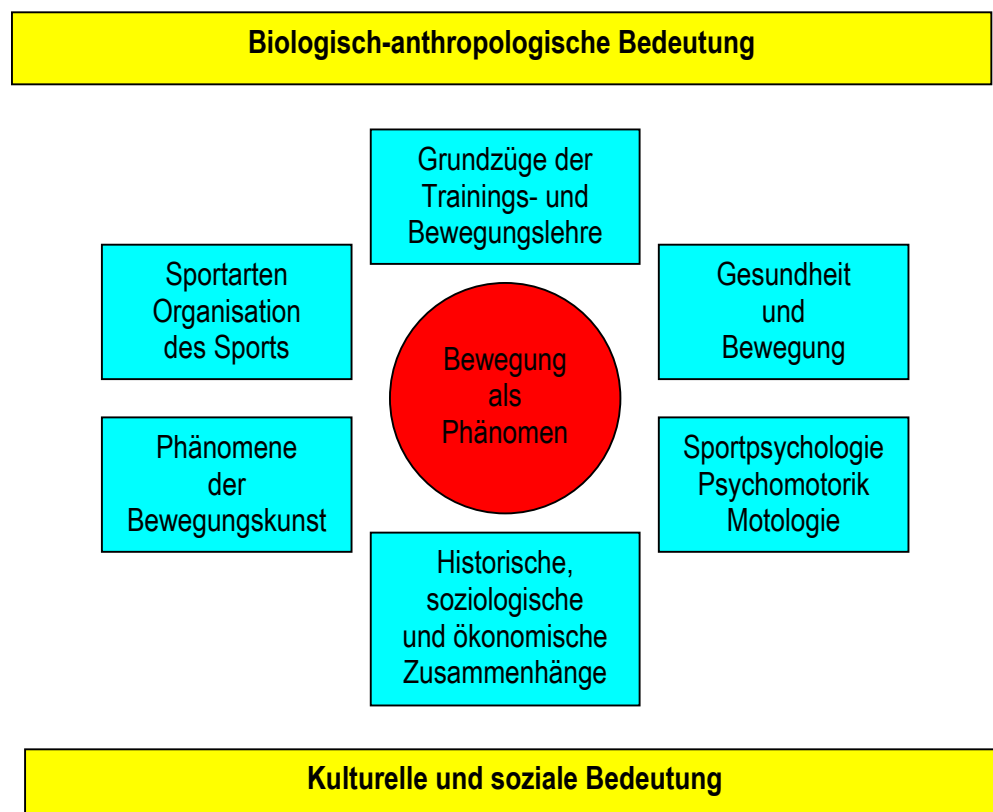 Biologisch-anthropologische Bedeutung
Grundzüge der
Trainings- und
Bewegungslehre
Sportarten
Organisation
des Sports
Gesundheit
und
Bewegung
Bewegung
als
Phänomen
Phänomene
der
Bewegungskunst
Sportpsychologie
Psychomotorik
Motologie
Historische,
soziologische
und ökonomische
Zusammenhänge
Kulturelle und soziale Bedeutung